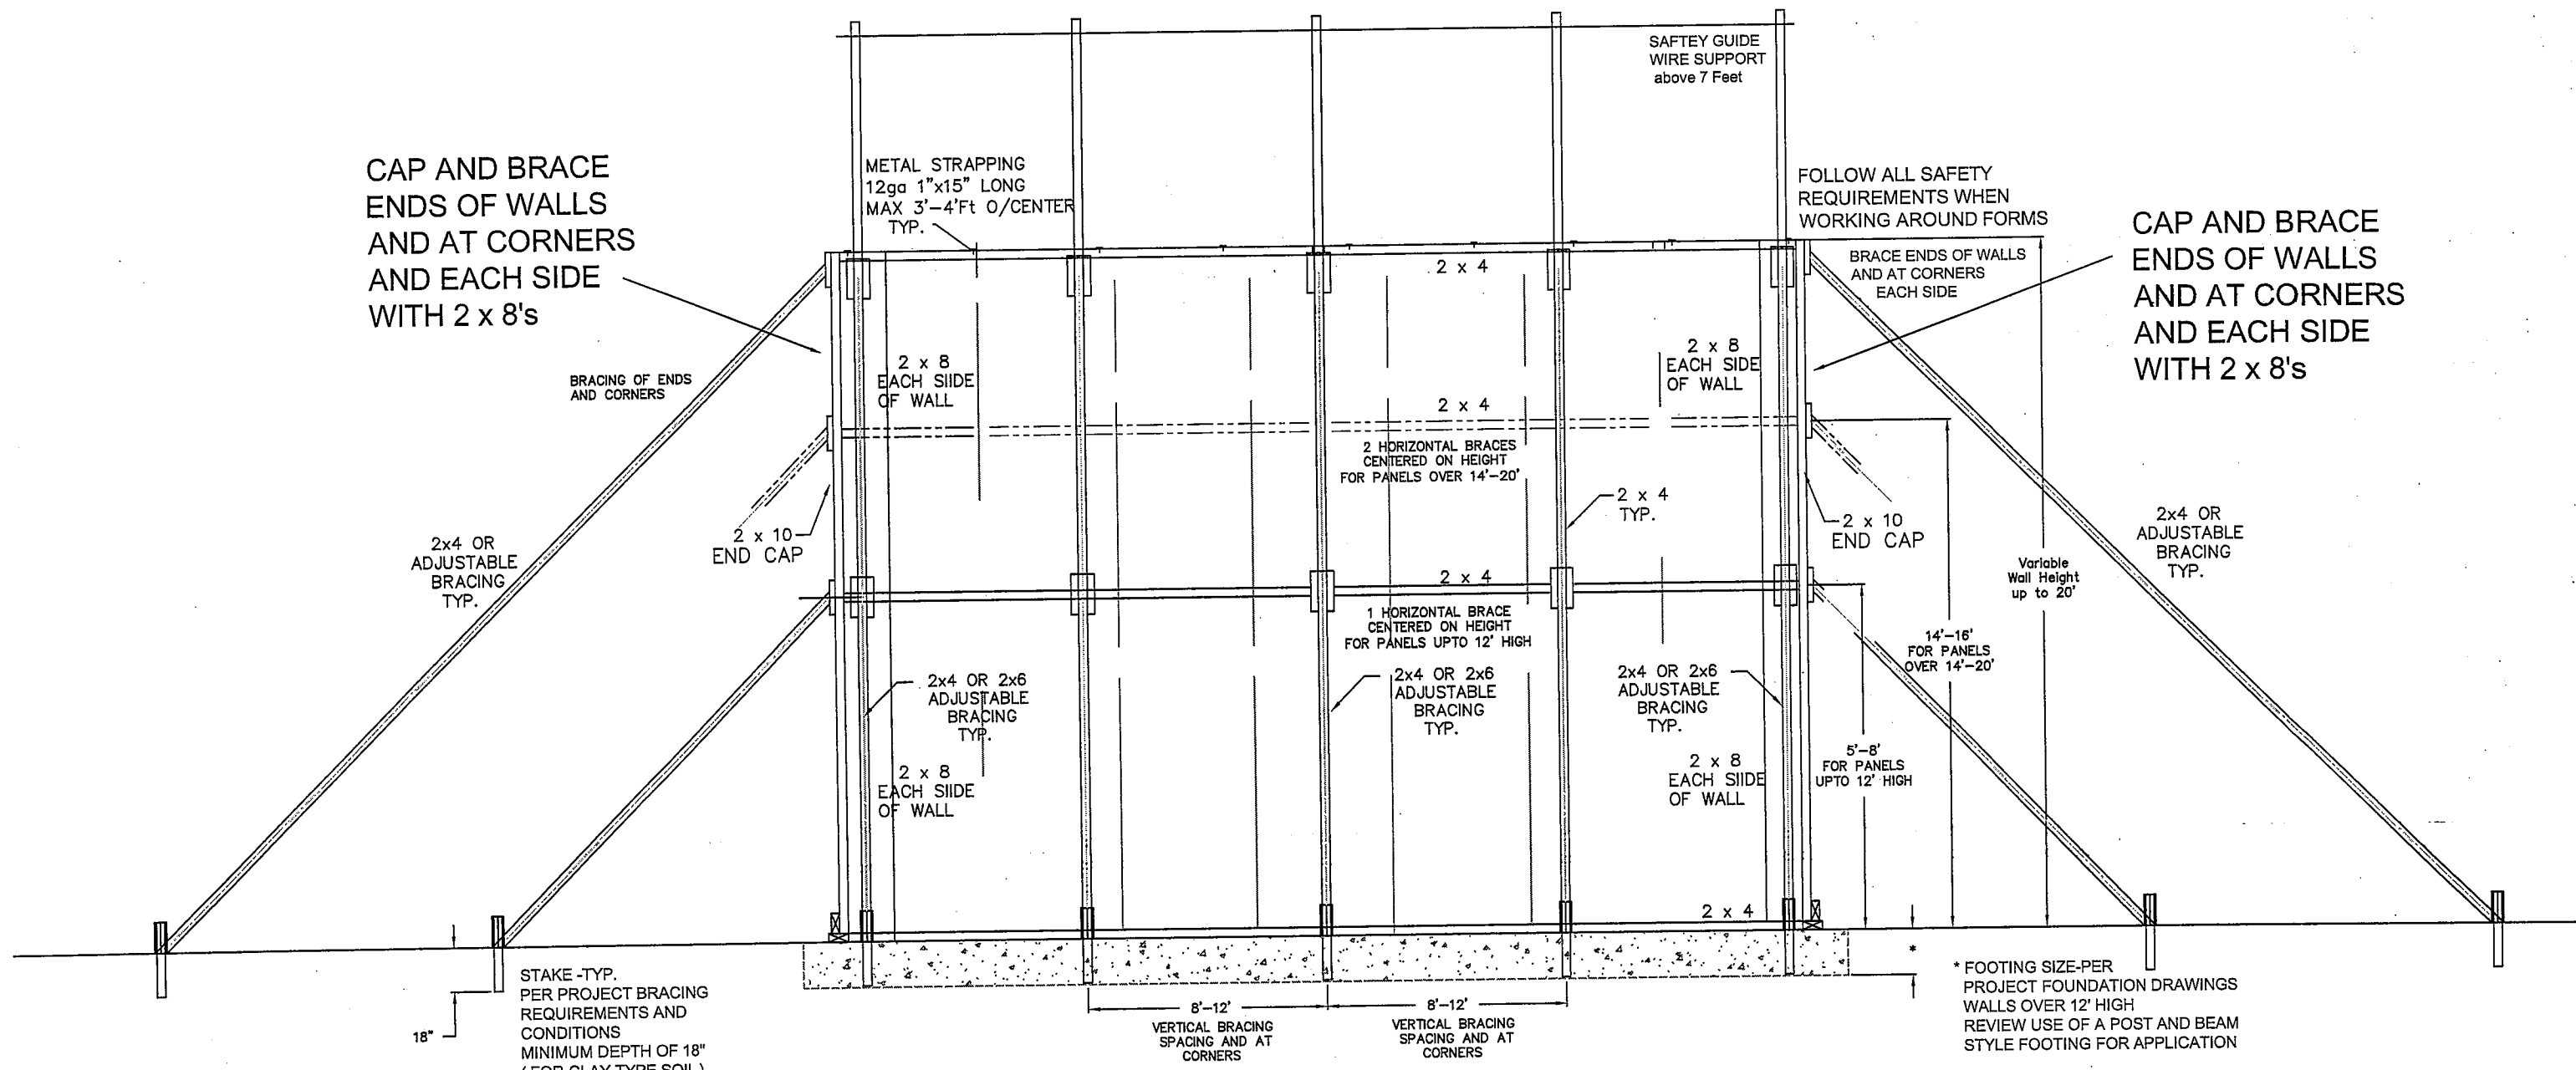 SAFTEY GUIDE
WIRE SUPPORT
above 7 Feet
CAP AND BRACE
ENDS OF WALLS
AND AT CORNERS
AND EACH SIDE
WITH 2 x 8's
METAL STRAPPING
12ga 1"x15" LONG
MAX 3'-4'Ft O/CENTER
TYP.
FOLLOW ALL SAFETY
REQUIREMENTS WHEN
WORKING AROUND FORMS
CAP AND BRACE
ENDS OF WALLS
AND AT CORNERS
AND EACH SIDE
WITH 2 x 8's
BRACE ENDS OF WALLS
AND AT CORNERS
EACH SIDE
2 x 4
BRACING OF ENDS
AND CORNERS
2 x 8
EACH SIIDE
OF WALL
2 x 8
EACH SIDE
OF WALL
2 x 4
2 HORIZONTAL BRACES
CENTERED ON HEIGHT
FOR PANELS OVER 14'-20'
2 x 4
TYP.
2 x 10
END CAP
2 x 10
END CAP
2x4 OR
ADJUSTABLE
BRACING
TYP.
2x4 OR
ADJUSTABLE
BRACING
TYP.
Variable
Wall Height
up to 20'
2 x 4
1 HORIZONTAL BRACE
CENTERED ON HEIGHT
FOR PANELS UPTO 12' HIGH
14'-16'
FOR PANELS
OVER 14'-20'
2x4 OR 2x6
ADJUSTABLE
BRACING
TYP.
2x4 OR 2x6
ADJUSTABLE
BRACING
TYP.
2x4 OR 2x6
ADJUSTABLE
BRACING
TYP.
5'-8'
FOR PANELS
UPTO 12' HIGH
2 x 8
EACH SIIDE
OF WALL
2 x 8
EACH SIIDE
OF WALL
2 x 4
*
18"
STAKE -TYP.
PER PROJECT BRACING
REQUIREMENTS AND
CONDITIONS
MINIMUM DEPTH OF 18"
( FOR CLAY TYPE SOIL )
8'-12'
VERTICAL BRACING
SPACING AND AT
CORNERS
8'-12'
VERTICAL BRACING
SPACING AND AT
CORNERS
* FOOTING SIZE-PER
PROJECT FOUNDATION DRAWINGS
WALLS OVER 12' HIGH
REVIEW USE OF A POST AND BEAM
STYLE FOOTING FOR APPLICATION